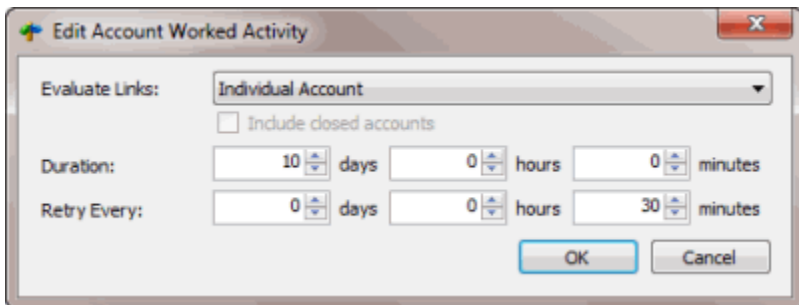 Edit Account Worked Activity
Evaluate Links: Individual Account
Include closed accounts
Duration: 10 days 0 hours 0 minutes
Retry Every: 0 days 0 hours 30 minutes
OK Cancel